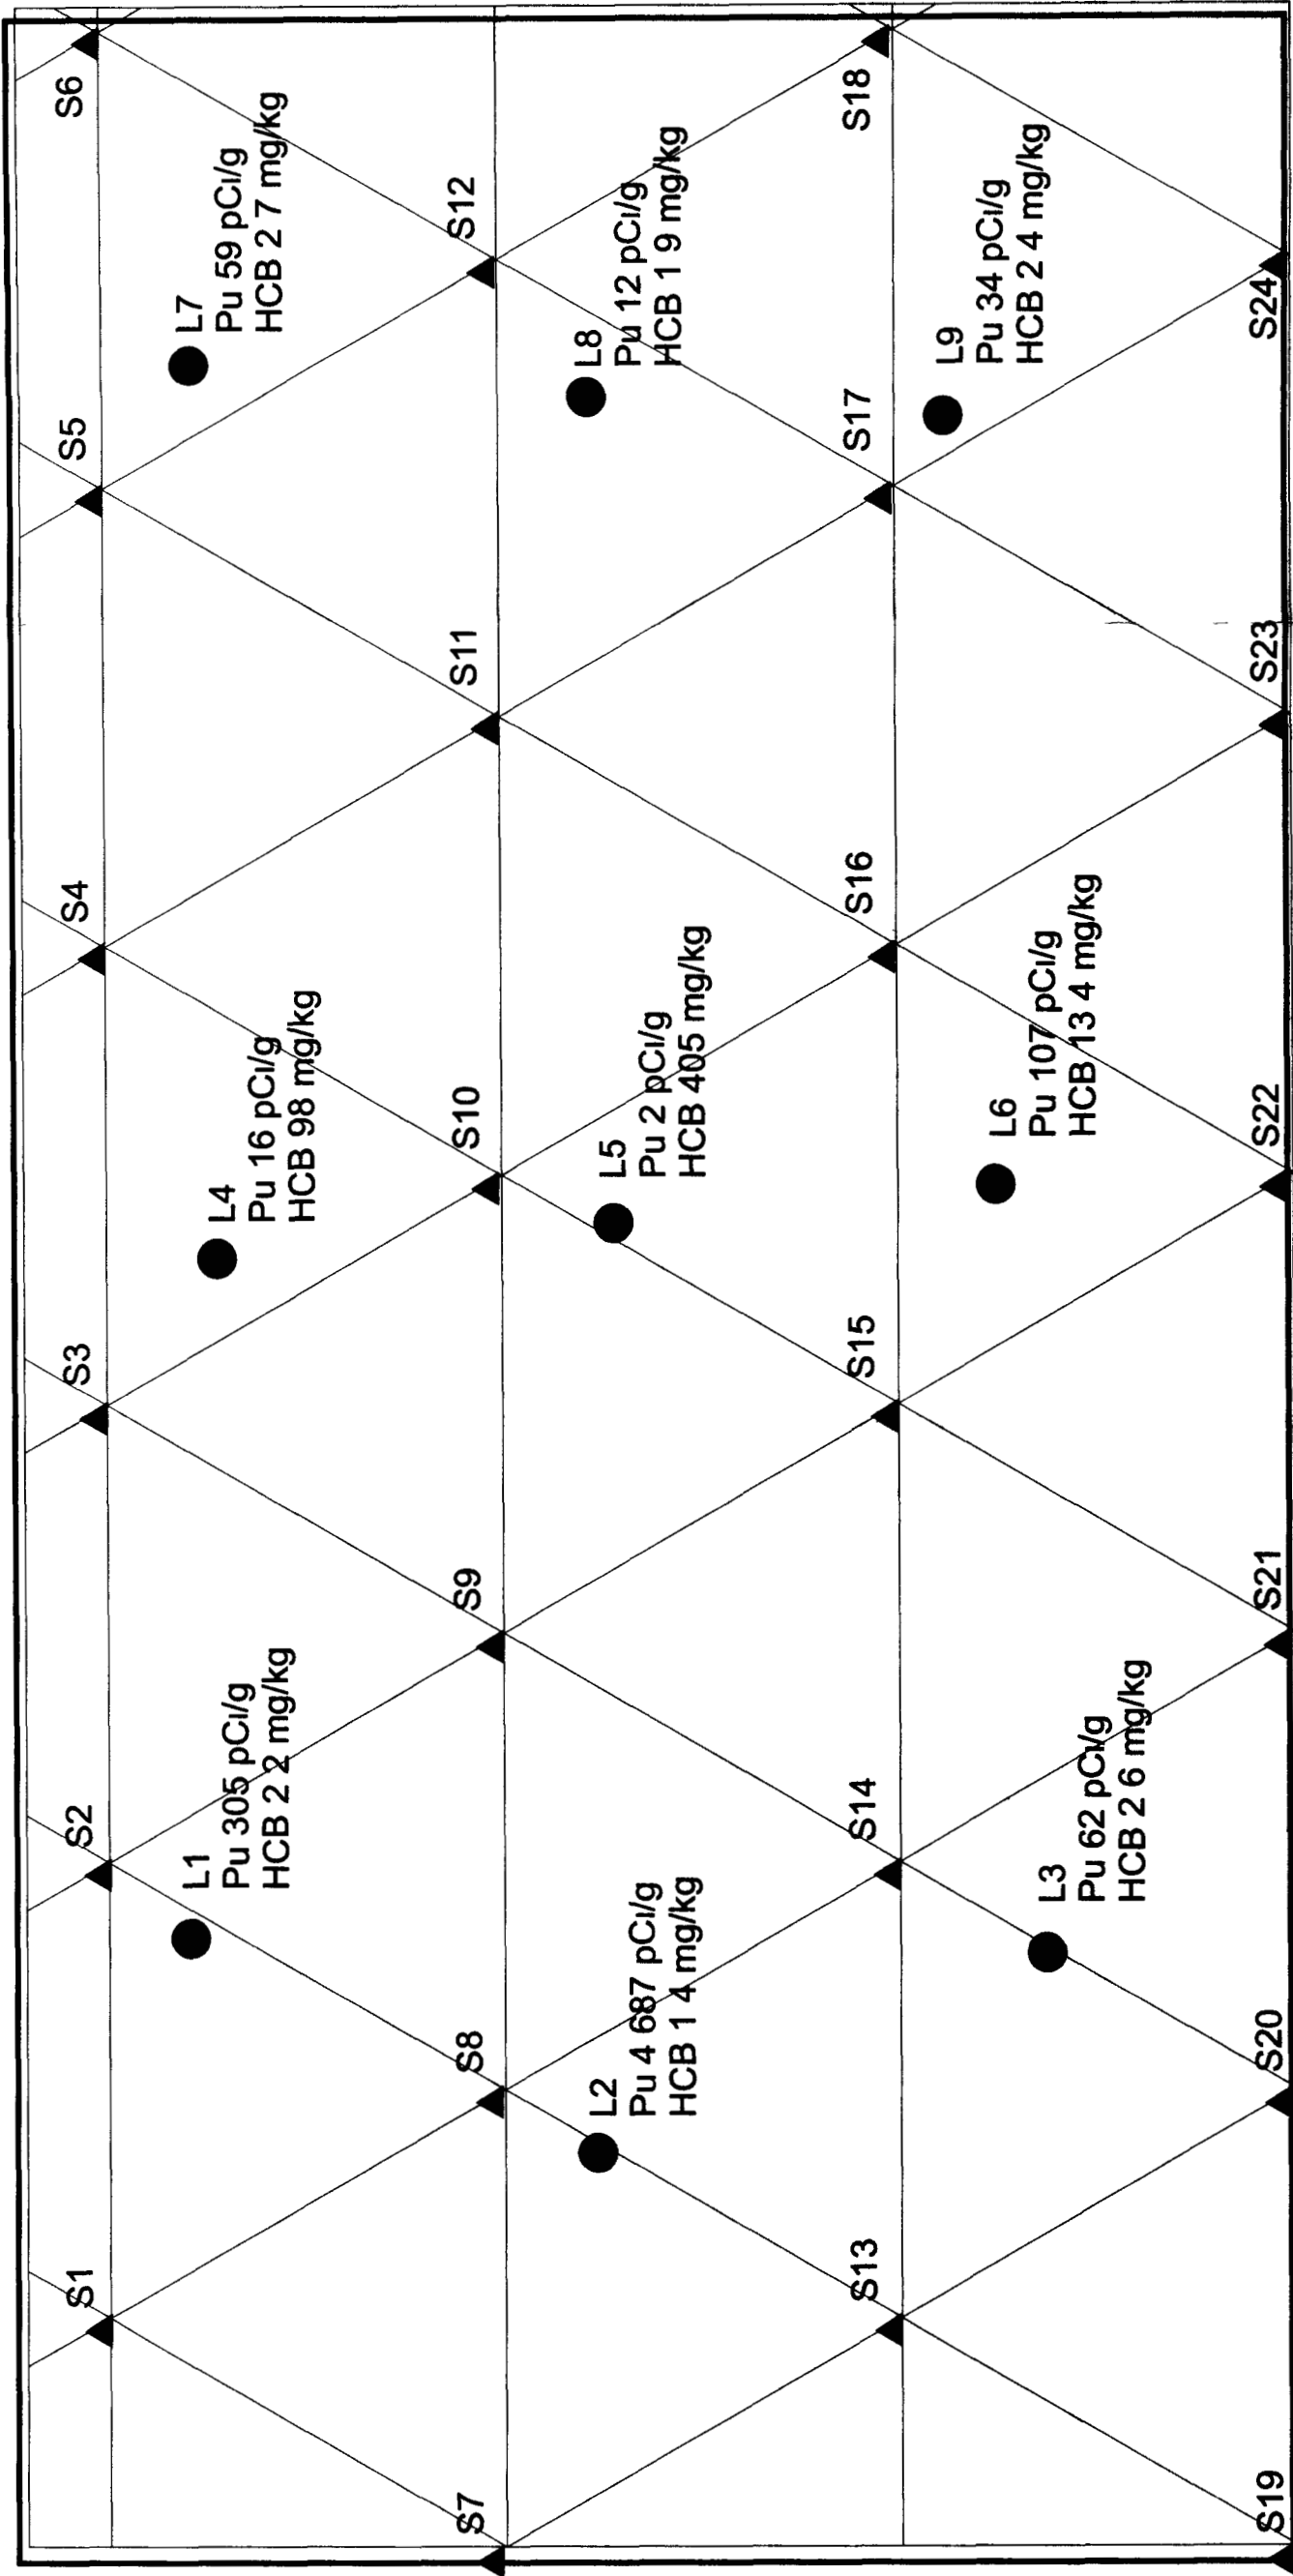 S1
S2
S3
S4
S5
S6
L1
Pu 305 pCi/g
HCB 2 2 mg/kg
L4
Pu 16 pCi/g
HCB 98 mg/kg
L7
Pu 59 pCi/g
HCB 2 7 mg/kg
S7
S8
S9
S10
S11
S12
L2
Pu 4 687 pCi/g
HCB 1 4 mg/kg
L5
Pu 2 pCi/g
HCB 405 mg/kg
L8
Pu 12 pCi/g
HCB 1 9 mg/kg
S13
S14
S15
S16
S17
S18
L3
Pu 62 pCi/g
HCB 2 6 mg/kg
L6
Pu 107 pCi/g
HCB 13 4 mg/kg
L9
Pu 34 pCi/g
HCB 2 4 mg/kg
S19
S20
S21
S22
S23
S24